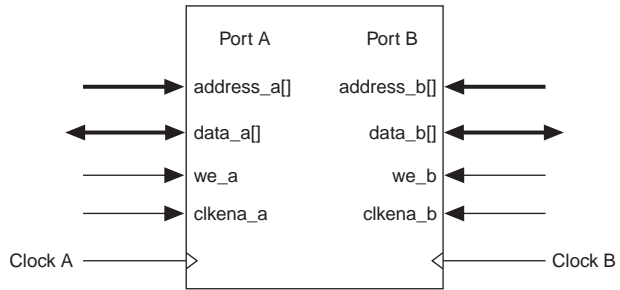 Port A Port B
address_a[] address_b[]
data_a[] data_b[]
we_a we_b
clkena_a clkena_b
Clock A Clock B